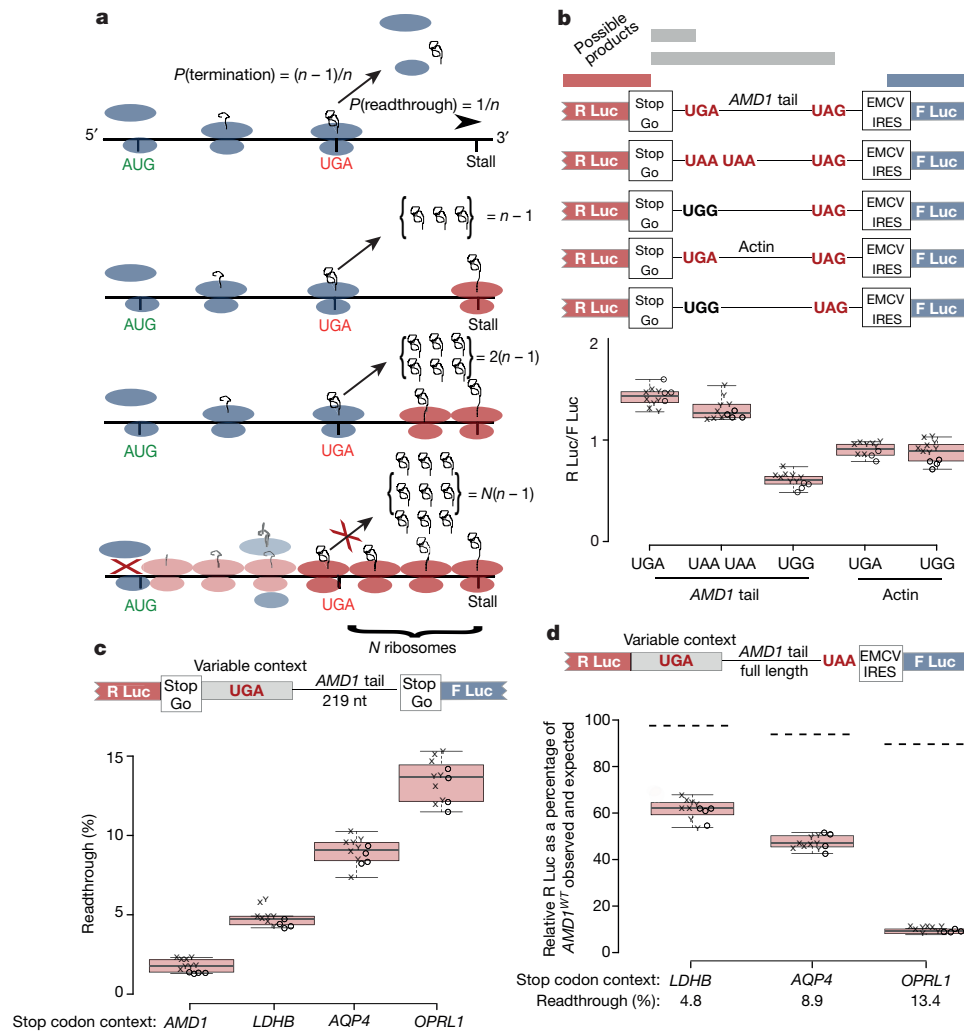 a
P(termination) = (n − 1)/n
P(readthrough) = 1/n
5′
3′
AUG
UGA
Stall
= n − 1
AUG
UGA
Stall
= 2(n − 1)
AUG
UGA
Stall
= N(n − 1)
AUG
UGA
Stall
N ribosomes
b
Possible
products
R Luc
Stop
Go
UGA
AMD1 tail
UAG
EMCV
IRES
F Luc
R Luc
Stop
Go
UAA UAA
UAG
EMCV
IRES
F Luc
R Luc
Stop
Go
UGG
UAG
EMCV
IRES
F Luc
R Luc
Stop
Go
UGA
Actin
UAG
EMCV
IRES
F Luc
R Luc
Stop
Go
UGG
UAG
EMCV
IRES
F Luc
R Luc/F Luc
2
1
0
UGA UAA UAA UGG UGA UGG
AMD1 tail Actin
c
Variable context
R Luc
Stop
Go
UGA
AMD1 tail
219 nt
Stop
Go
F Luc
Readthrough (%)
15
10
5
0
Stop codon context: AMD1 LDHB AQP4 OPRL1
d
Variable context
R Luc
UGA
AMD1 tail
full length
UAA
EMCV
IRES
F Luc
Relative R Luc as a percentage of
AMD1WT observed and expected
100
80
60
40
20
0
Stop codon context: LDHB AQP4 OPRL1
Readthrough (%): 4.8 8.9 13.4